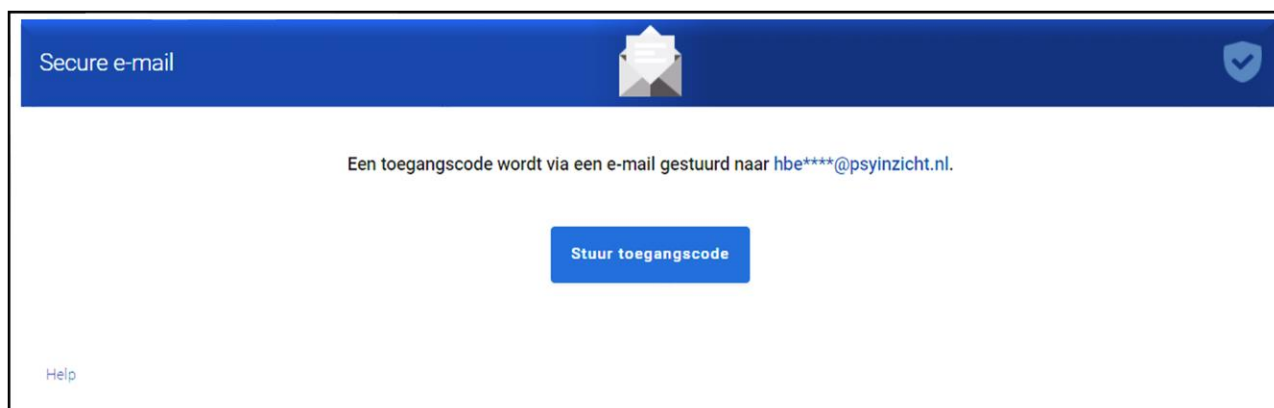 Secure e-mail
Een toegangscode wordt via een e-mail gestuurd naar hbe****@psyinzicht.nl.
Stuur toegangscode
Help